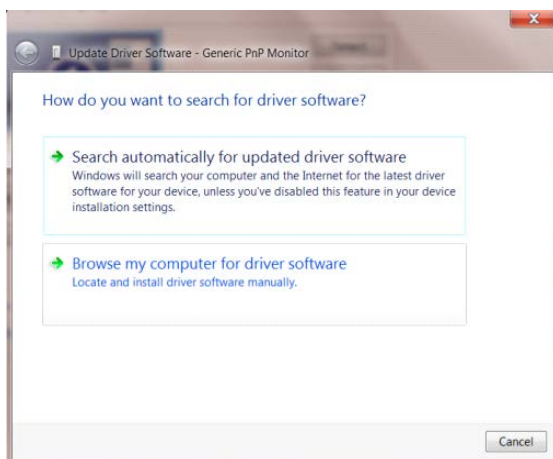 Update Driver Software - Generic PnP Monitor
How do you want to search for driver software?
Search automatically for updated driver software
Windows will search your computer and the Internet for the latest driver
software for your device, unless you've disabled this feature in your device
installation settings.
Browse my computer for driver software
Locate and install driver software manually.
Cancel